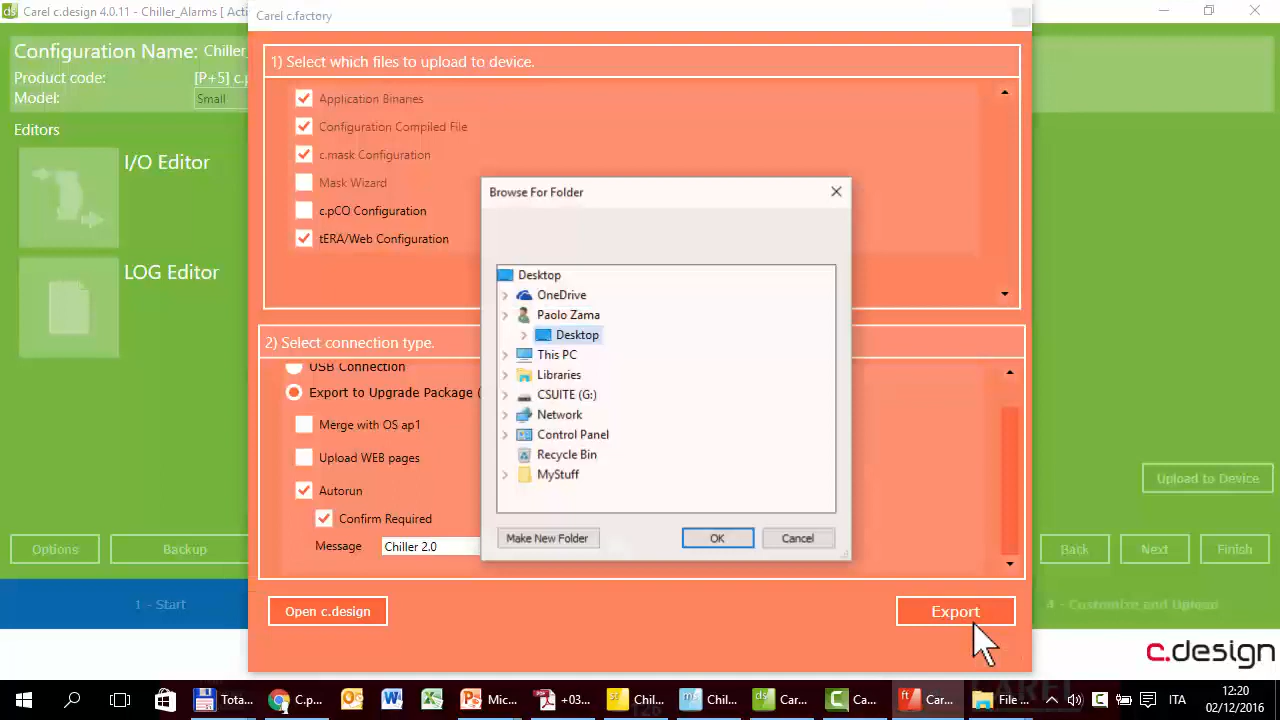 Carel c.design 4.0.11 - Chiller_Alarms [ Acti
Carel c.factory
Configuration Name: Chiller_
Product code: [P+5] c.p
Model: Small
Editors
I/O Editor
LOG Editor
1) Select which files to upload to device.
Application Binaries
Configuration Compiled File
c.mask Configuration
Mask Wizard
c.pCO Configuration
tERA/Web Configuration
2) Select connection type.
USB Connection
Export to Upgrade Package (
Merge with OS ap1
Upload WEB pages
Autorun
Confirm Required
Message Chiller 2.0
Browse For Folder
Desktop
OneDrive
Paolo Zama
Desktop
This PC
Libraries
CSUITE (G:)
Network
Control Panel
Recycle Bin
MyStuff
Make New Folder OK Cancel
Upload to Device
Options Backup Back Next Finish
1 - Start 4 - Customize and Upload
Open c.design Export
c.design
Tota... C.p... Mic... +03... Chil... Chil... Car... Ca... Car... File ... ITA
12:20
02/12/2016